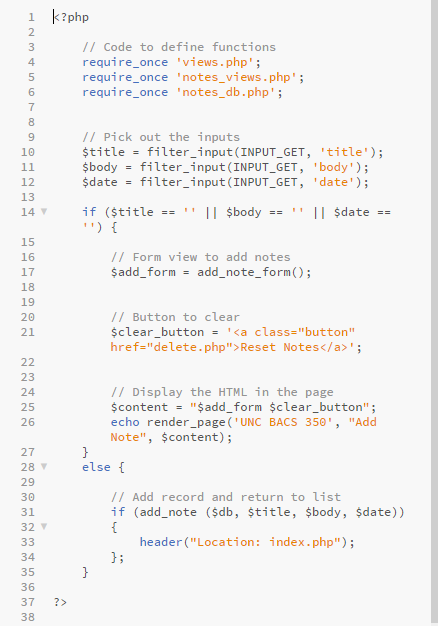 1 <?php
2
3 // Code to define functions
4 require_once 'views.php';
5 require_once 'notes_views.php';
6 require_once 'notes_db.php';
7
8
9 // Pick out the inputs
10 $title = filter_input(INPUT_GET, 'title');
11 $body = filter_input(INPUT_GET, 'body');
12 $date = filter_input(INPUT_GET, 'date');
13
14 if ($title == '' || $body == '' || $date ==
'') {
15
16 // Form view to add notes
17 $add_form = add_note_form();
18
19
20 // Button to clear
21 $clear_button = '<a class="button"
href="delete.php">Reset Notes</a>';
22
23
24 // Display the HTML in the page
25 $content = "$add_form $clear_button";
26 echo render_page('UNC BACS 350', "Add
Note", $content);
27 }
28 else {
29
30 // Add record and return to list
31 if (add_note ($db, $title, $body, $date))
32 {
33 header("Location: index.php");
34 };
35 }
36
37 ?>
38